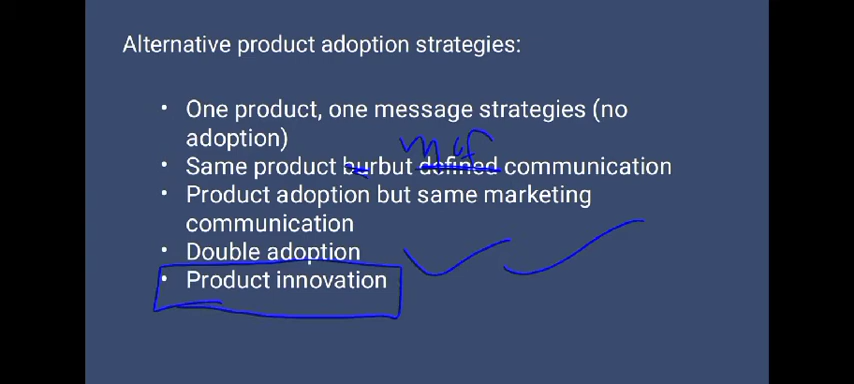 Alternative product adoption strategies:
• One product, one message strategies (no
adoption)
• Same product burbut defined communication
• Product adoption but same marketing
communication
• Double adoption
• Product innovation